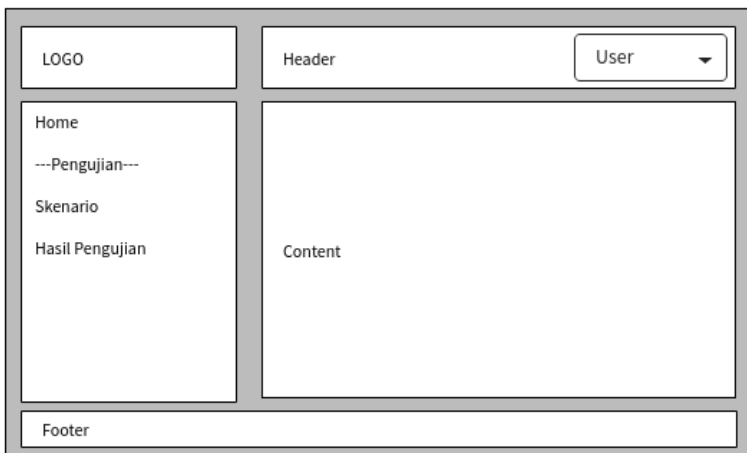 LOGO
Header
User
Home
---Pengujian---
Skenario
Hasil Pengujian
Content
Footer